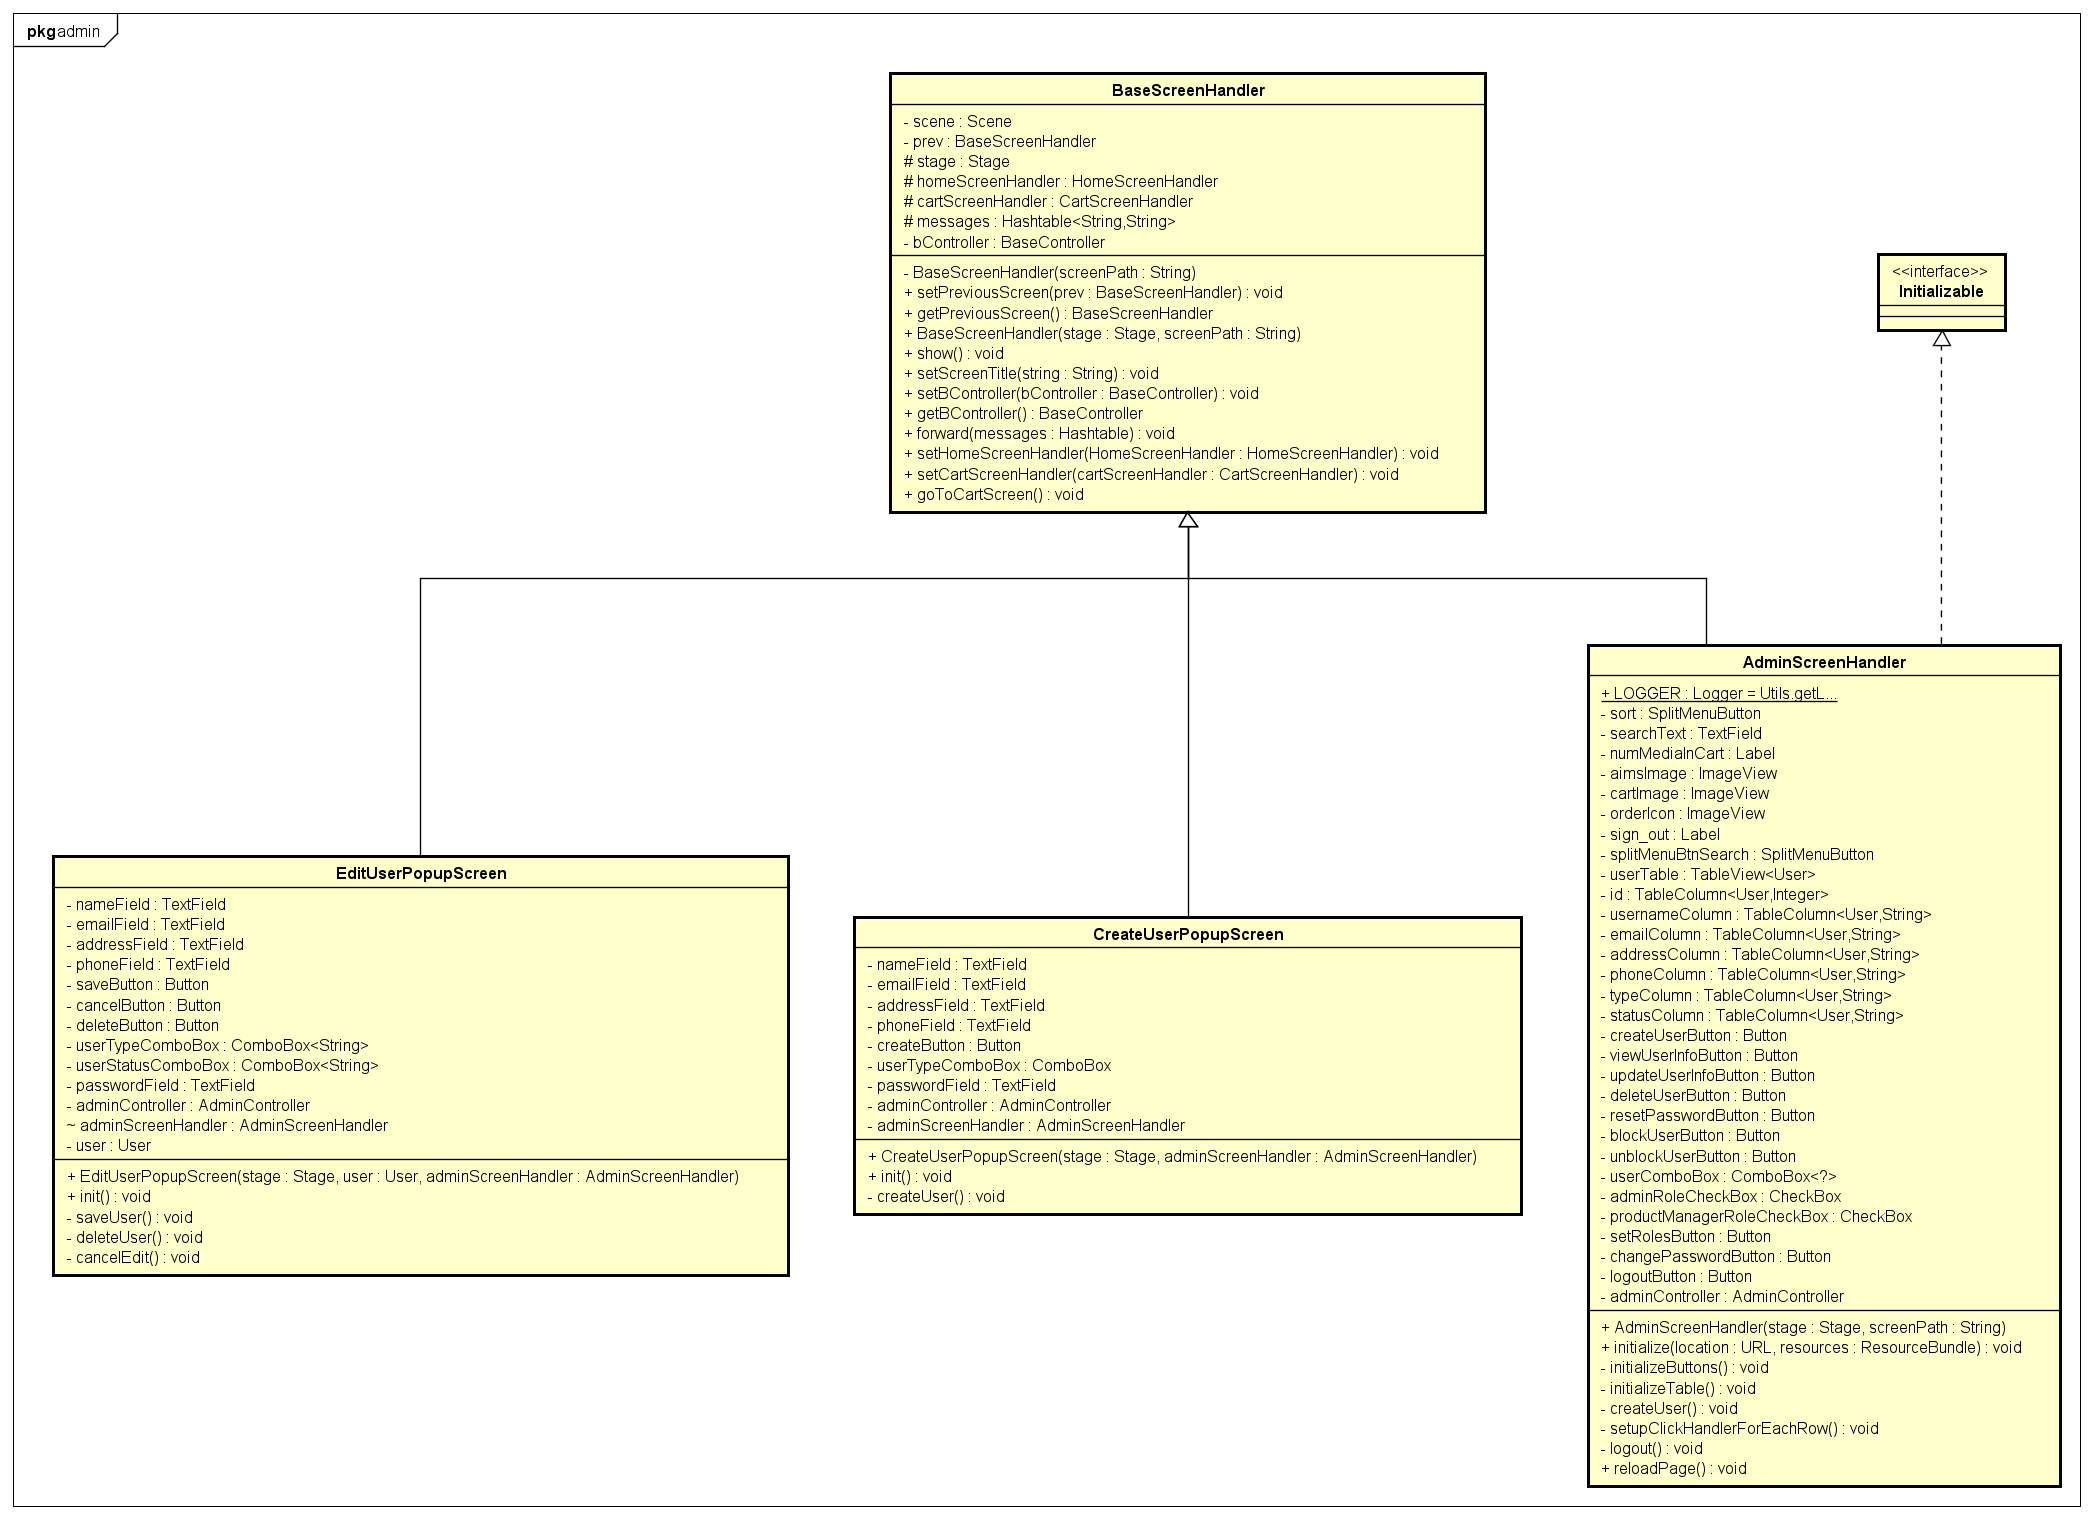 pkg admin
BaseScreenHandler
- scene : Scene
- prev : BaseScreenHandler
# stage : Stage
# homeScreenHandler : HomeScreenHandler
# cartScreenHandler : CartScreenHandler
# messages : Hashtable<String,String>
- bController : BaseController
- BaseScreenHandler(screenPath : String)
+ setPreviousScreen(prev : BaseScreenHandler) : void
+ getPreviousScreen() : BaseScreenHandler
+ BaseScreenHandler(stage : Stage, screenPath : String)
+ show() : void
+ setScreenTitle(string : String) : void
+ setBController(bController : BaseController) : void
+ getBController() : BaseController
+ forward(messages : Hashtable) : void
+ setHomeScreenHandler(HomeScreenHandler : HomeScreenHandler) : void
+ setCartScreenHandler(cartScreenHandler : CartScreenHandler) : void
+ goToCartScreen() : void
<<interface>>
Initializable
EditUserPopupScreen
- nameField : TextField
- emailField : TextField
- addressField : TextField
- phoneField : TextField
- saveButton : Button
- cancelButton : Button
- deleteButton : Button
- userTypeComboBox : ComboBox<String>
- userStatusComboBox : ComboBox<String>
- passwordField : TextField
- adminController : AdminController
~ adminScreenHandler : AdminScreenHandler
- user : User
+ EditUserPopupScreen(stage : Stage, user : User, adminScreenHandler : AdminScreenHandler)
+ init() : void
- saveUser() : void
- deleteUser() : void
- cancelEdit() : void
CreateUserPopupScreen
- nameField : TextField
- emailField : TextField
- addressField : TextField
- phoneField : TextField
- createButton : Button
- userTypeComboBox : ComboBox
- passwordField : TextField
- adminController : AdminController
- adminScreenHandler : AdminScreenHandler
+ CreateUserPopupScreen(stage : Stage, adminScreenHandler : AdminScreenHandler)
+ init() : void
- createUser() : void
AdminScreenHandler
+ LOGGER : Logger = Utils.getL...
- sort : SplitMenuButton
- searchText : TextField
- numMediaInCart : Label
- aimsImage : ImageView
- cartImage : ImageView
- orderIcon : ImageView
- sign_out : Label
- splitMenuBtnSearch : SplitMenuButton
- userTable : TableView<User>
- id : TableColumn<User,Integer>
- usernameColumn : TableColumn<User,String>
- emailColumn : TableColumn<User,String>
- addressColumn : TableColumn<User,String>
- phoneColumn : TableColumn<User,String>
- typeColumn : TableColumn<User,String>
- statusColumn : TableColumn<User,String>
- createUserButton : Button
- viewUserInfoButton : Button
- updateUserInfoButton : Button
- deleteUserButton : Button
- resetPasswordButton : Button
- blockUserButton : Button
- unblockUserButton : Button
- userComboBox : ComboBox<?>
- adminRoleCheckBox : CheckBox
- productManagerRoleCheckBox : CheckBox
- setRolesButton : Button
- changePasswordButton : Button
- logoutButton : Button
- adminController : AdminController
+ AdminScreenHandler(stage : Stage, screenPath : String)
+ initialize(location : URL, resources : ResourceBundle) : void
- initializeButtons() : void
- initializeTable() : void
- createUser() : void
- setupClickHandlerForEachRow() : void
- logout() : void
+ reloadPage() : void